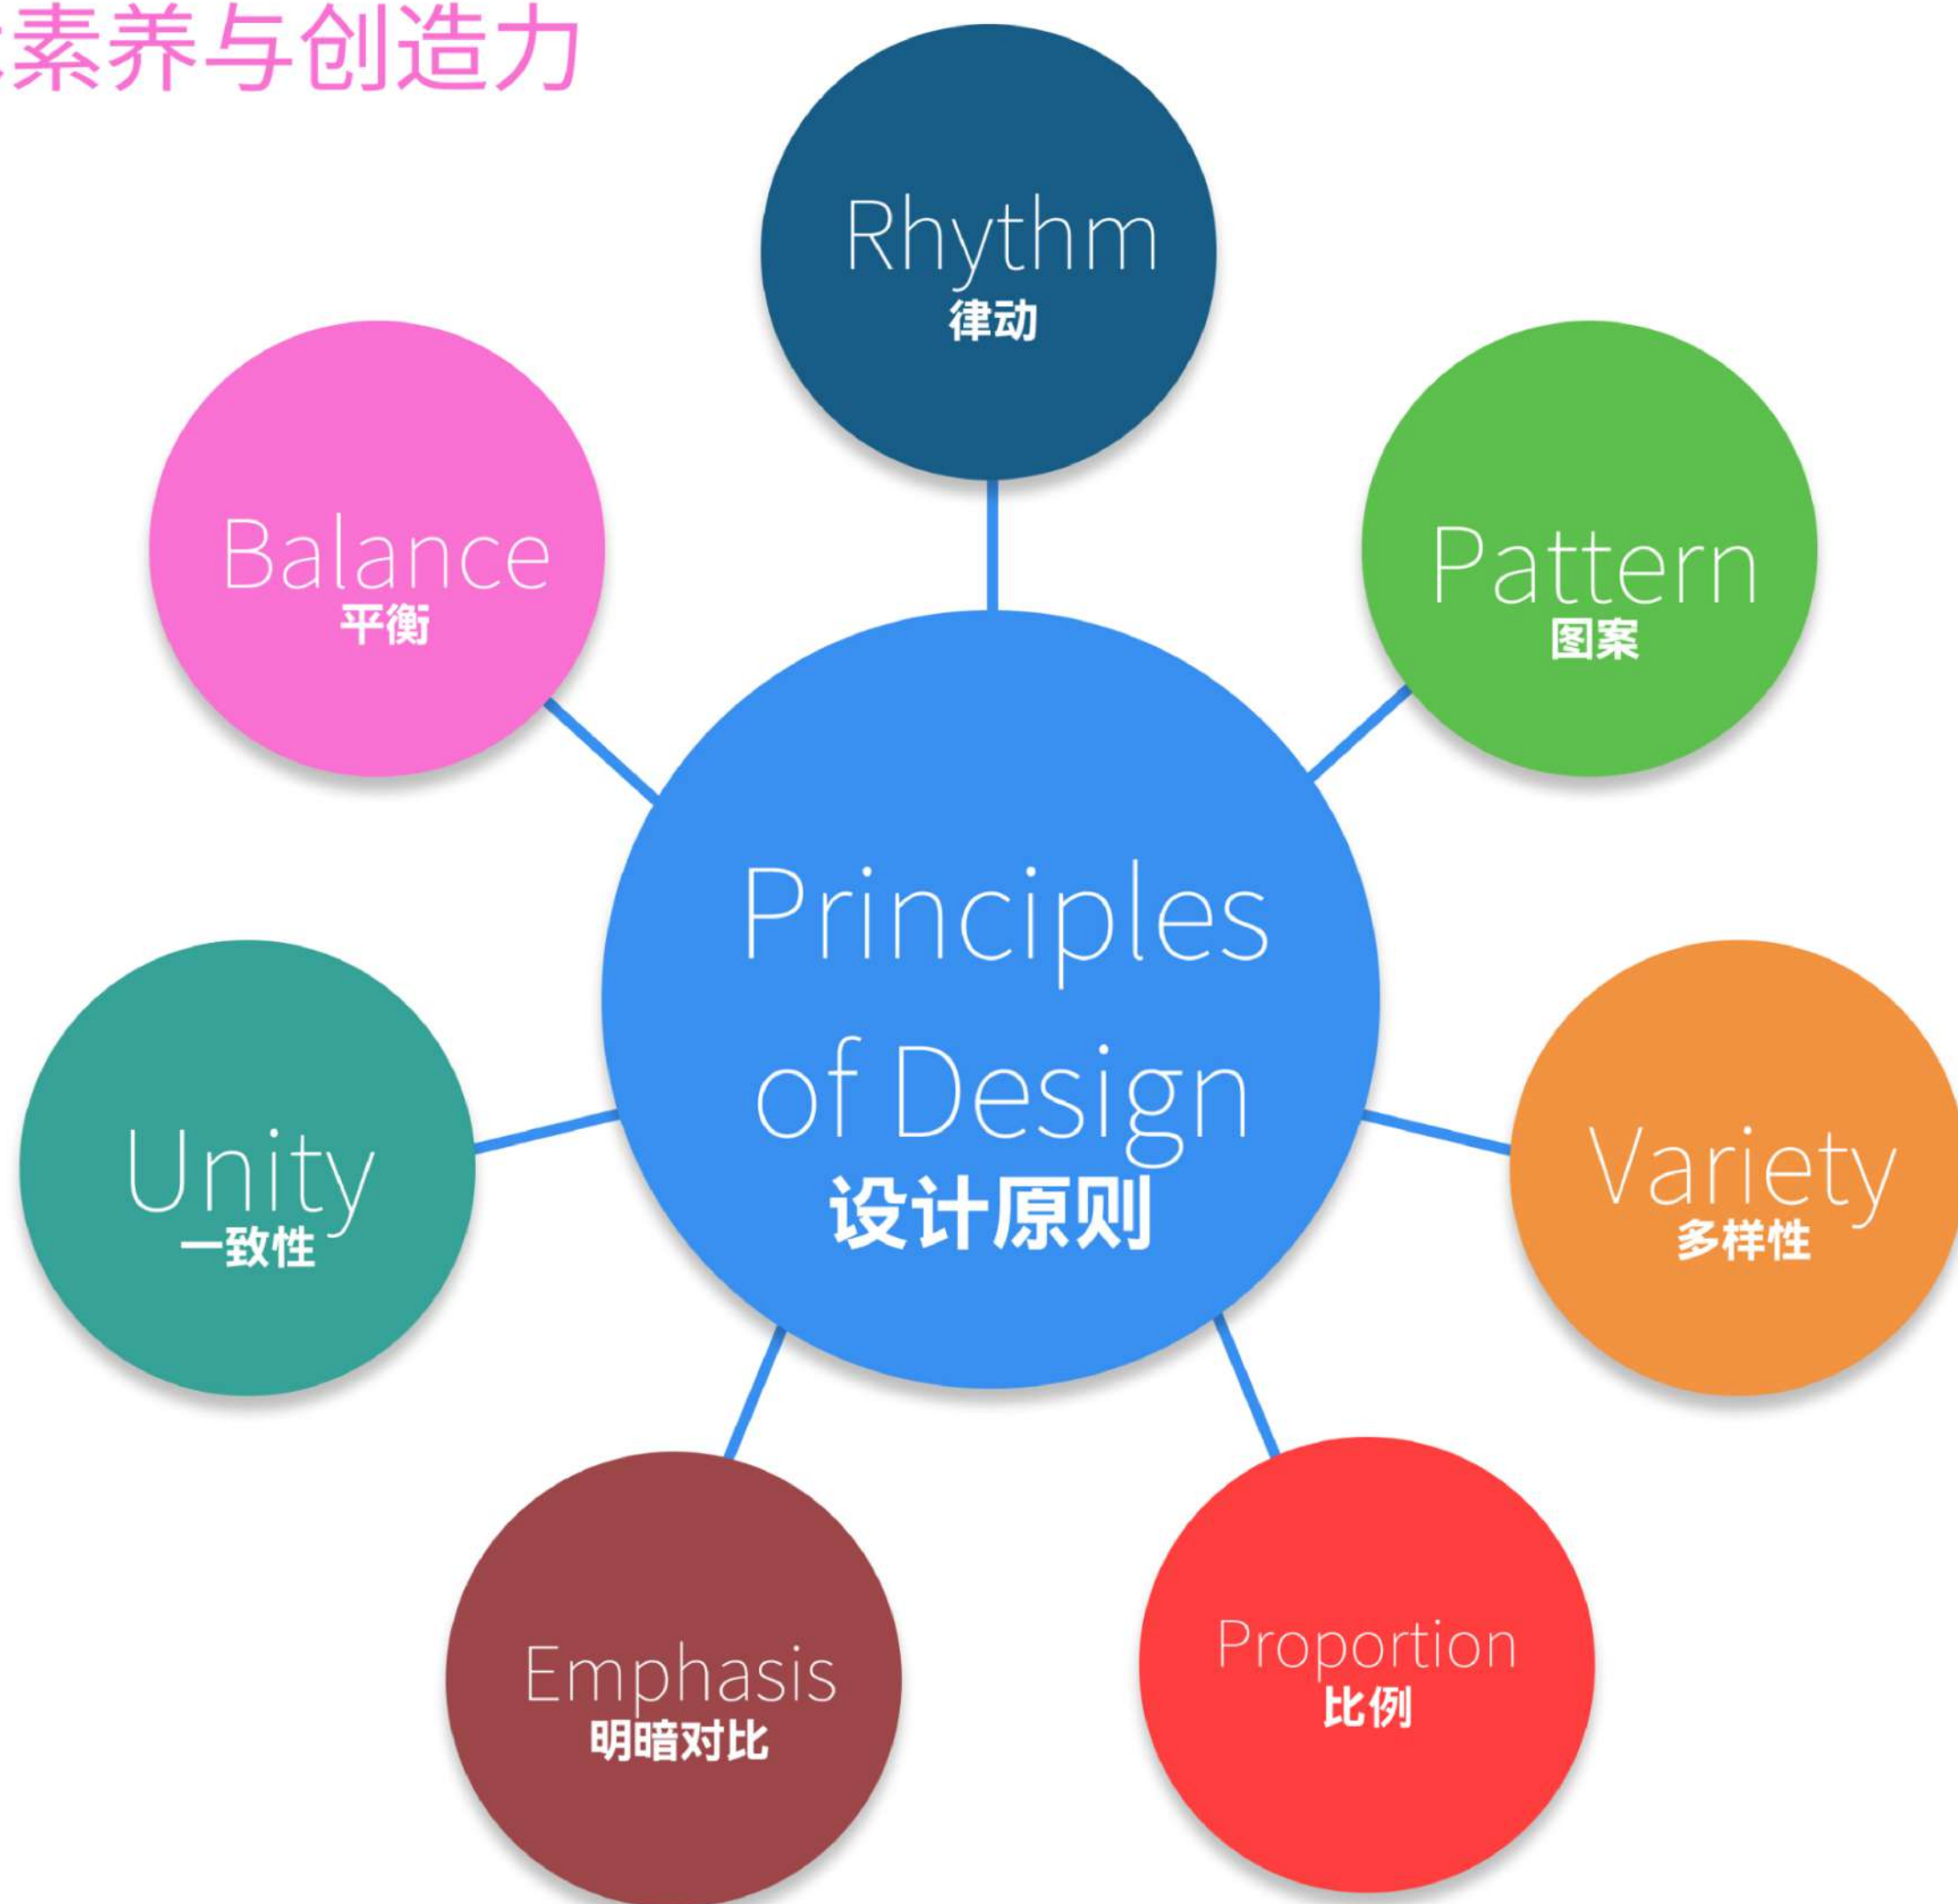 素养与创造力
Rhythm
律动
Balance
平衡
Pattern
图案
Principles
of Design
设计原则
Unity
一致性
Variety
多样性
Emphasis
明暗对比
Proportion
比例